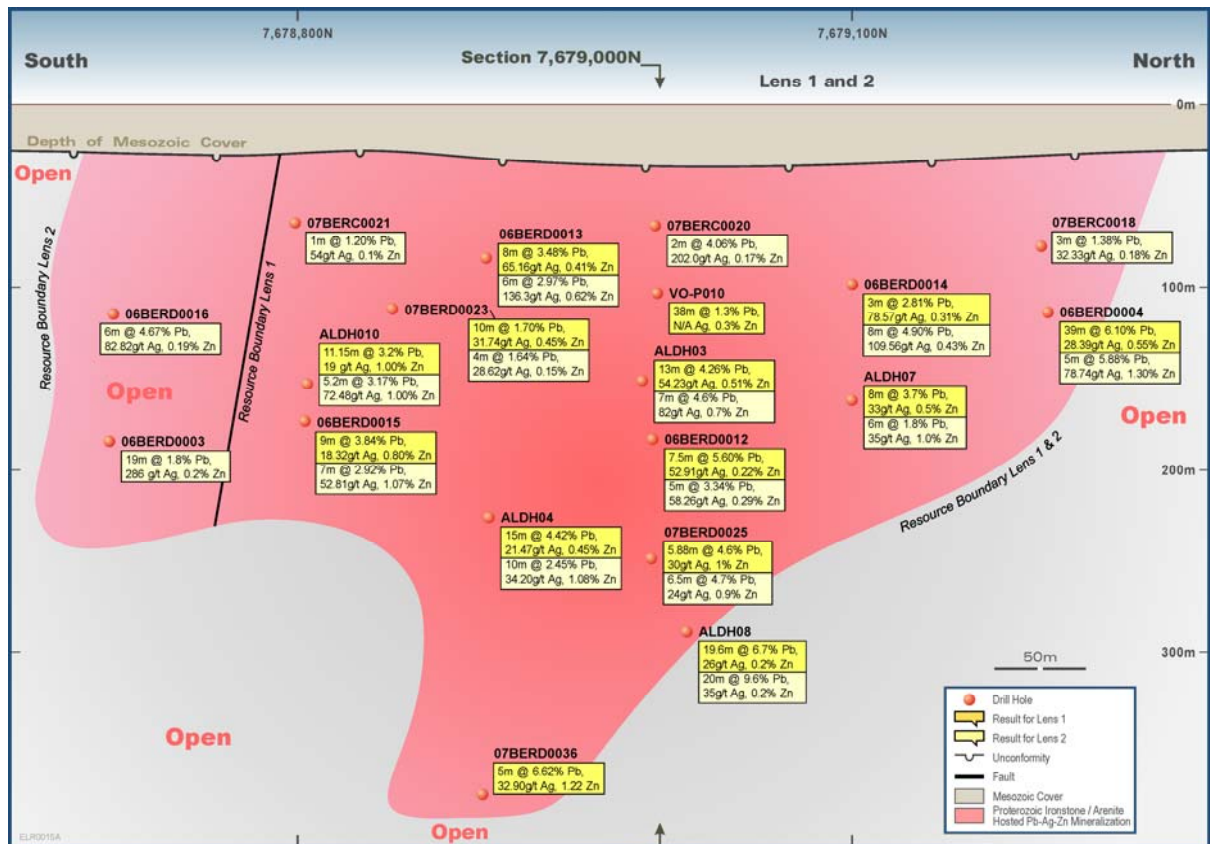 7,678,800N
7,679,100N
South
Section 7,679,000N
Lens 1 and 2
North
0m
Depth of Mesozoic Cover
Open
Resource Boundary Lens 2
Resource Boundary Lens 1
07BERC0021
1m @ 1.20% Pb,
54g/t Ag, 0.1% Zn
06BERD0013
8m @ 3.48% Pb,
65.16g/t Ag, 0.41% Zn
6m @ 2.97% Pb,
136.3g/t Ag, 0.62% Zn
07BERC0020
2m @ 4.06% Pb,
202.0g/t Ag, 0.17% Zn
07BERC0018
3m @ 1.38% Pb,
32.33g/t Ag, 0.18% Zn
100m
06BERD0016
6m @ 4.67% Pb,
82.82g/t Ag, 0.19% Zn
07BERD0023
10m @ 1.70% Pb,
31.74g/t Ag, 0.45% Zn
4m @ 1.64% Pb,
28.62g/t Ag, 0.15% Zn
VO-P010
38m @ 1.3% Pb,
N/A Ag, 0.3% Zn
06BERD0014
3m @ 2.81% Pb,
78.57g/t Ag, 0.31% Zn
8m @ 4.90% Pb,
109.56g/t Ag, 0.43% Zn
06BERD0004
39m @ 6.10% Pb,
28.39g/t Ag, 0.55% Zn
5m @ 5.88% Pb,
78.74g/t Ag, 1.30% Zn
ALDH010
11.15m @ 3.2% Pb,
19 g/t Ag, 1.00% Zn
5.2m @ 3.17% Pb,
72.48g/t Ag, 1.00% Zn
ALDH03
13m @ 4.26% Pb,
54.23g/t Ag, 0.51% Zn
7m @ 4.6% Pb,
82g/t Ag, 0.7% Zn
ALDH07
8m @ 3.7% Pb,
33g/t Ag, 0.5% Zn
6m @ 1.8% Pb,
35g/t Ag, 1.0% Zn
Open
Open
06BERD0003
19m @ 1.8% Pb,
286 g/t Ag, 0.2% Zn
06BERD0015
9m @ 3.84% Pb,
18.32g/t Ag, 0.80% Zn
7m @ 2.92% Pb,
52.81g/t Ag, 1.07% Zn
06BERD0012
7.5m @ 5.60% Pb,
52.91g/t Ag, 0.22% Zn
5m @ 3.34% Pb,
58.26g/t Ag, 0.29% Zn
200m
Resource Boundary Lens 1 & 2
ALDH04
15m @ 4.42% Pb,
21.47g/t Ag, 0.45% Zn
10m @ 2.45% Pb,
34.20g/t Ag, 1.08% Zn
07BERD0025
5.88m @ 4.6% Pb,
30g/t Ag, 1% Zn
6.5m @ 4.7% Pb,
24g/t Ag, 0.9% Zn
ALDH08
19.6m @ 6.7% Pb,
26g/t Ag, 0.2% Zn
20m @ 9.6% Pb,
35g/t Ag, 0.2% Zn
50m
300m
Open
07BERD0036
5m @ 6.62% Pb,
32.90g/t Ag, 1.22 Zn
Open
Drill Hole
Result for Lens 1
Result for Lens 2
Unconformity
Fault
Mesozoic Cover
Proterozoic Ironstone / Arenite
Hosted Pb-Ag-Zn Mineralization
ELR0015A